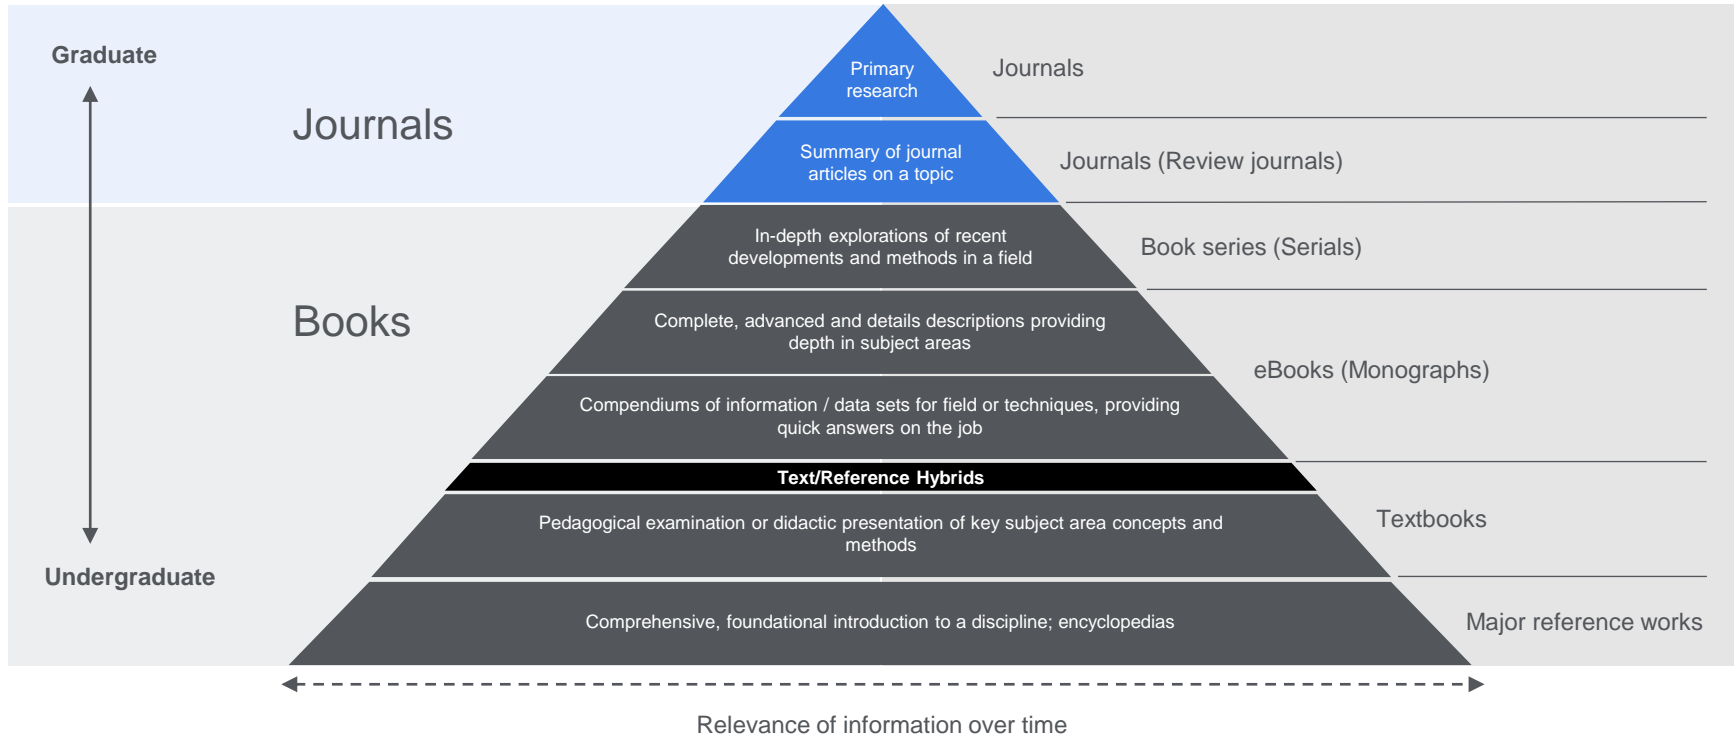 Graduate
Journals
Books
Undergraduate
Primary
research
Summary of journal
articles on a topic
In-depth explorations of recent
developments and methods in a field
Complete, advanced and details descriptions providing
depth in subject areas
Compendiums of information / data sets for field or techniques, providing
quick answers on the job
Text/Reference Hybrids
Pedagogical examination or didactic presentation of key subject area concepts and
methods
Comprehensive, foundational introduction to a discipline; encyclopedias
Journals
Journals (Review journals)
Book series (Serials)
eBooks (Monographs)
Textbooks
Major reference works
Relevance of information over time